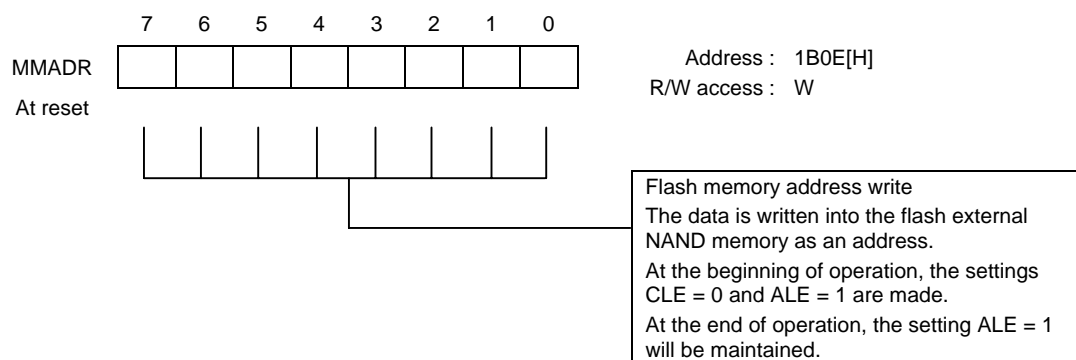 7 6 5 4 3 2 1 0
MMADR
Address : 1B0E[H]
At reset
R/W access : W
Flash memory address write
The data is written into the flash external
NAND memory as an address.
At the beginning of operation, the settings
CLE = 0 and ALE = 1 are made.
At the end of operation, the setting ALE = 1
will be maintained.